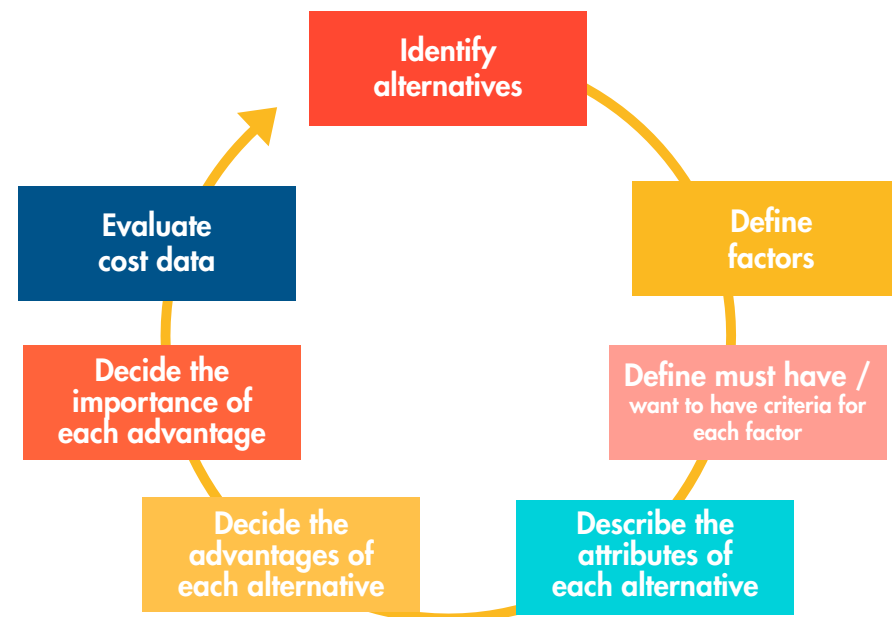 Identify
alternatives
Define
factors
Define must have /
want to have criteria for
each factor
Describe the
attributes of
each alternative
Decide the
advantages of
each alternative
Decide the
importance of
each advantage
Evaluate
cost data